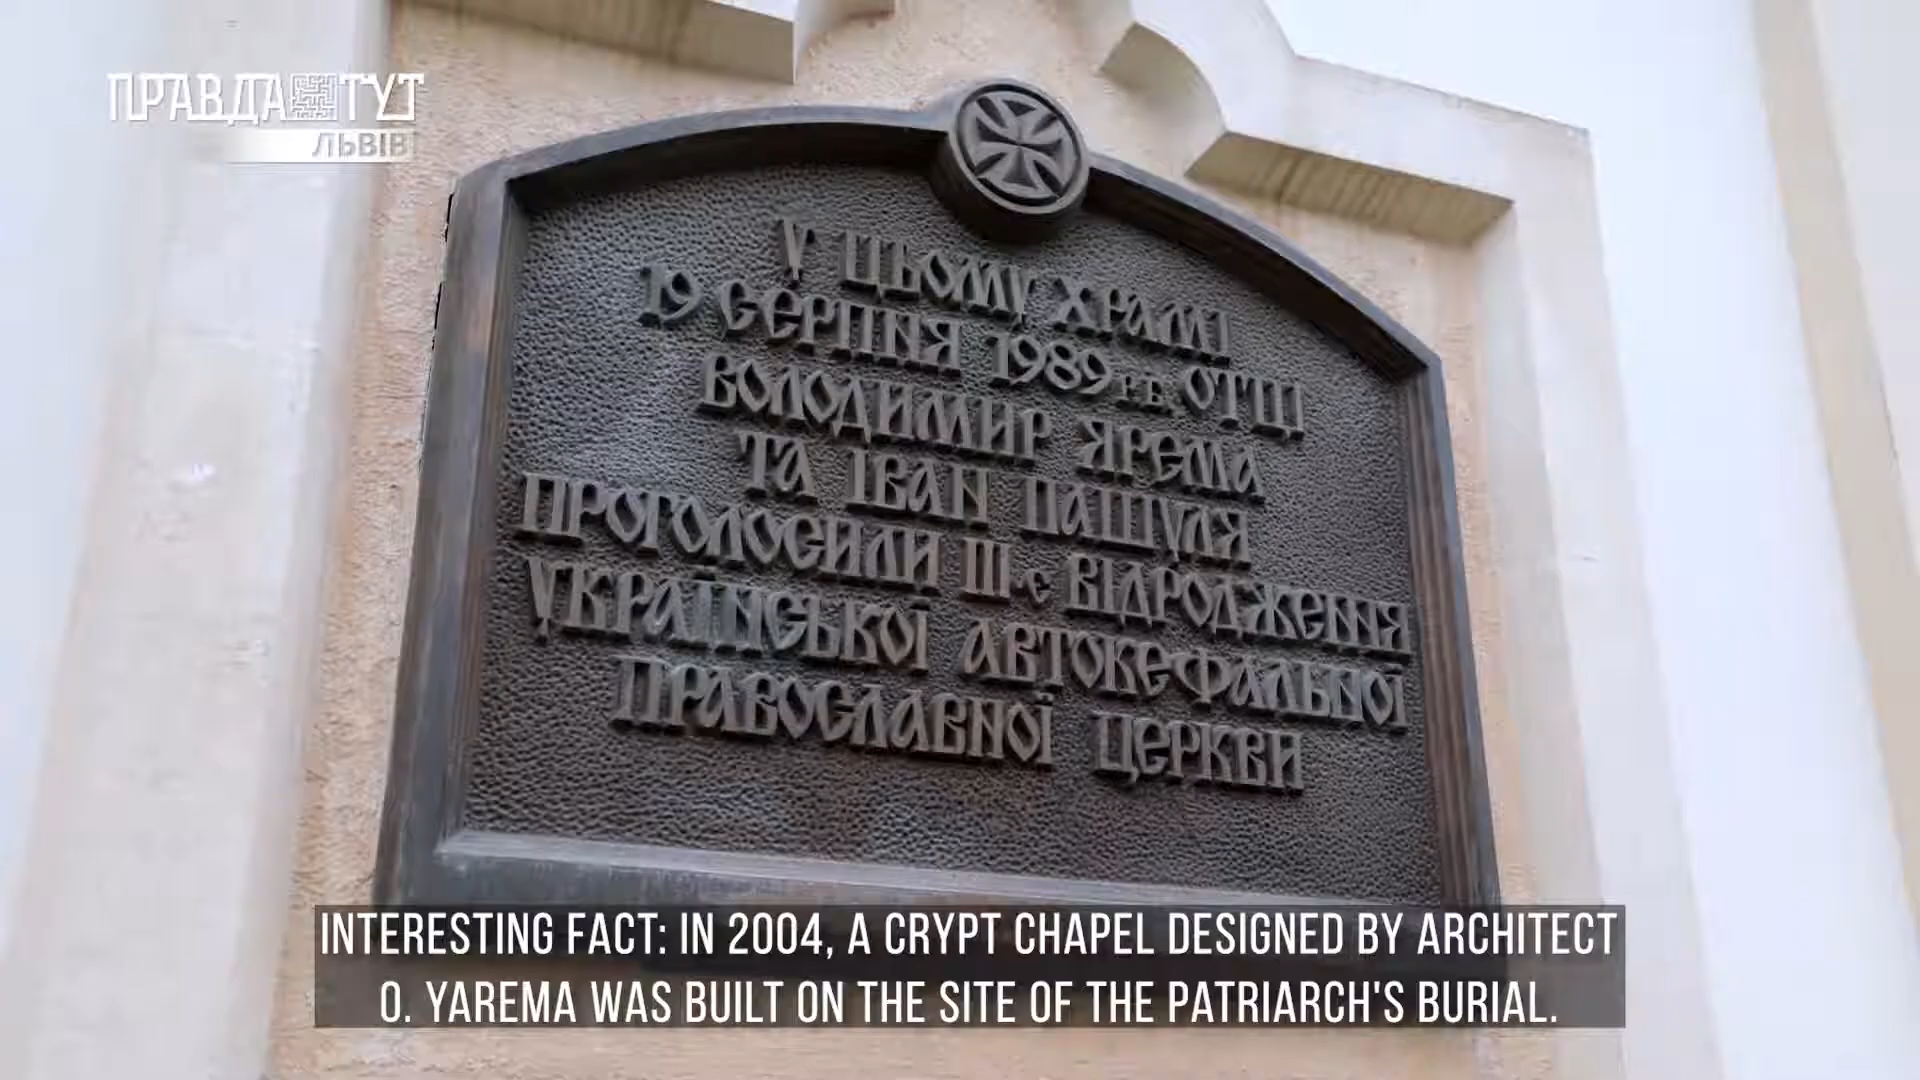 ПРАВДА ТУТ
ЛЬВІВ
У ЦЬОМУ ХРАМІ
19 СЕРПНЯ 1989 Р.Б. ОТЦІ
ВОЛОДИМИР ЯРЕМА
ТА ІВАН ПАШУЛЯ
ПРОГОЛОСИЛИ ІІІ-Є ВІДРОДЖЕННЯ
УКРАЇНСЬКОЇ АВТОКЕФАЛЬНОЇ
ПРАВОСЛАВНОЇ ЦЕРКВИ
INTERESTING FACT: IN 2004, A CRYPT CHAPEL DESIGNED BY ARCHITECT
O. YAREMA WAS BUILT ON THE SITE OF THE PATRIARCH'S BURIAL.